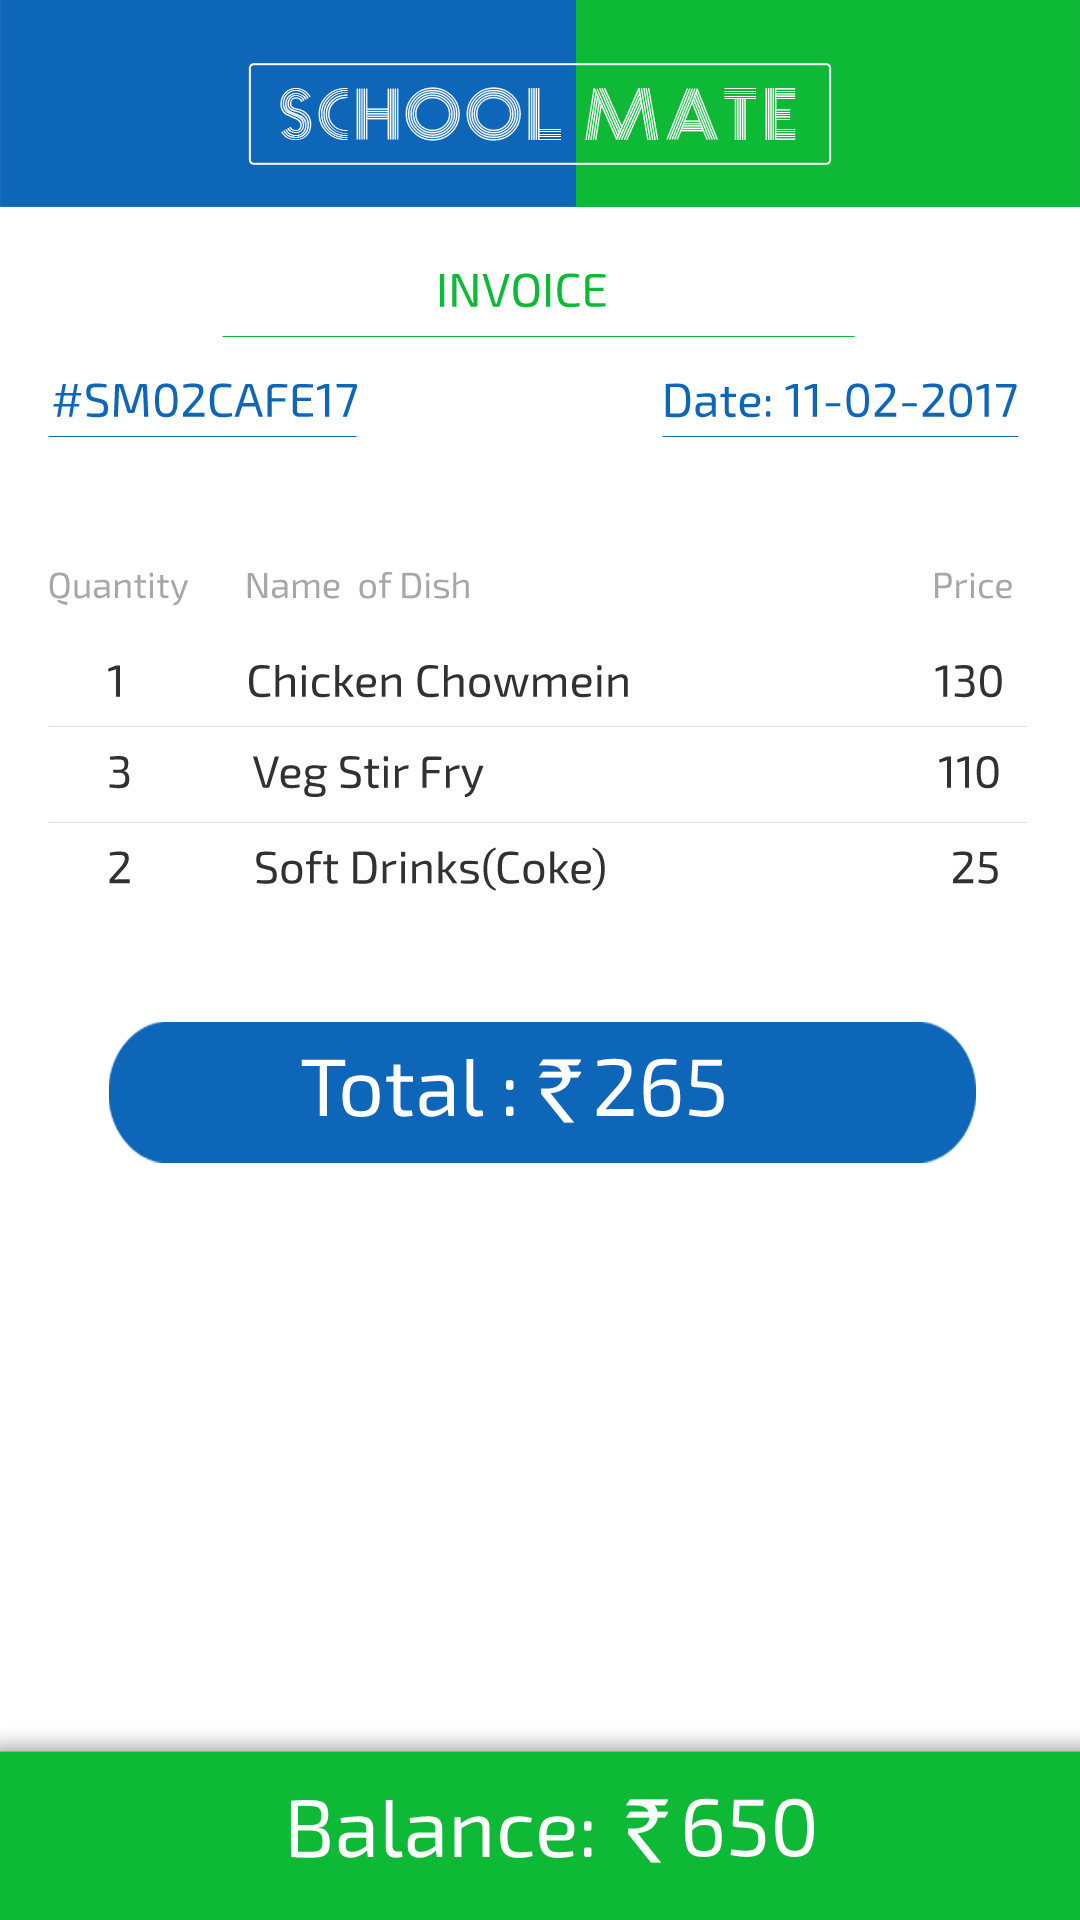 SCHOOL MATE
INVOICE
#SM02CAFE17 Date: 11-02-2017
Quantity Name of Dish Price
1 Chicken Chowmein 130
3 Veg Stir Fry 110
2 Soft Drinks(Coke) 25
Total : ₹265
Balance: ₹650